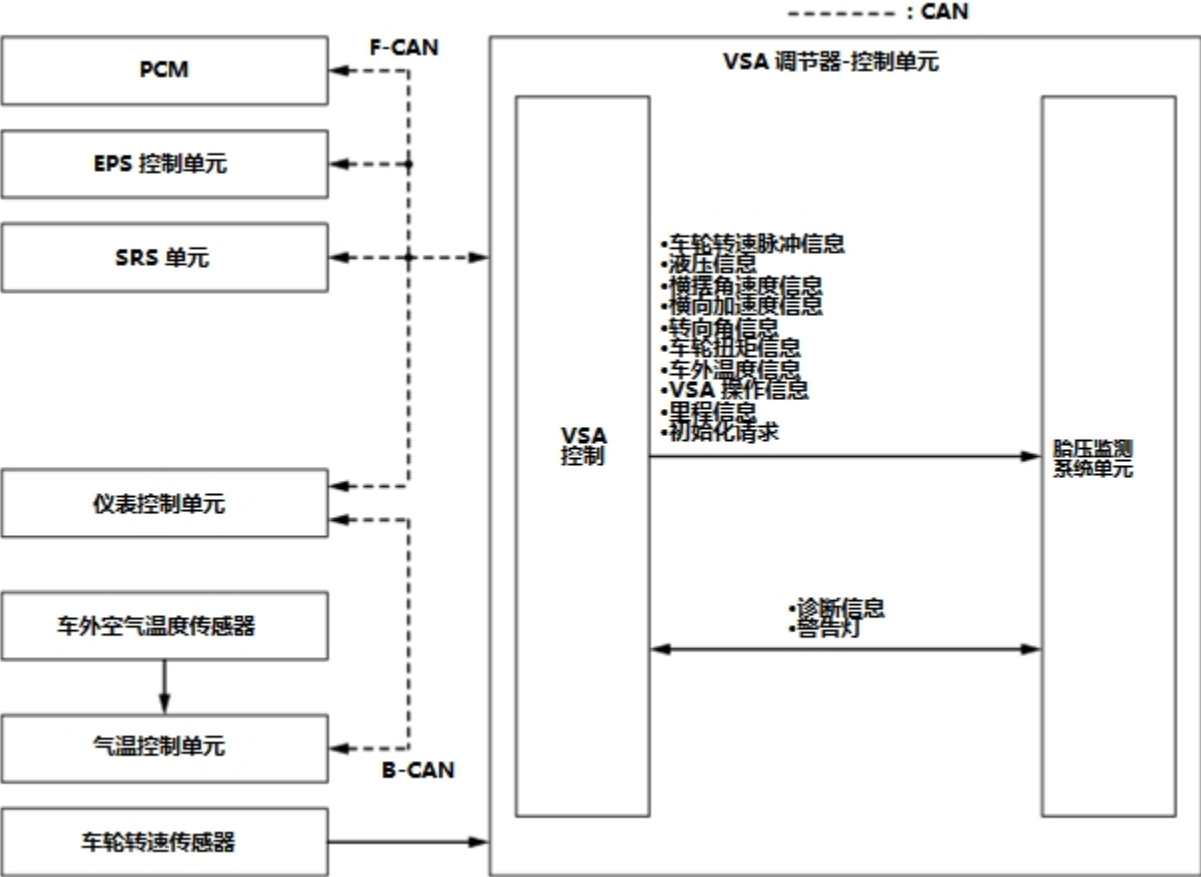 : CAN
F-CAN
PCM
VSA 调节器-控制单元
EPS 控制单元
SRS 单元
•车轮转速脉冲信息
•液压信息
•横摆角速度信息
•横向加速度信息
•转向角信息
•车轮扭矩信息
•车外温度信息
•VSA 操作信息
•里程信息
•初始化请求
VSA
控制
胎压监测
系统单元
仪表控制单元
•诊断信息
•警告灯
车外空气温度传感器
气温控制单元
B-CAN
车轮转速传感器